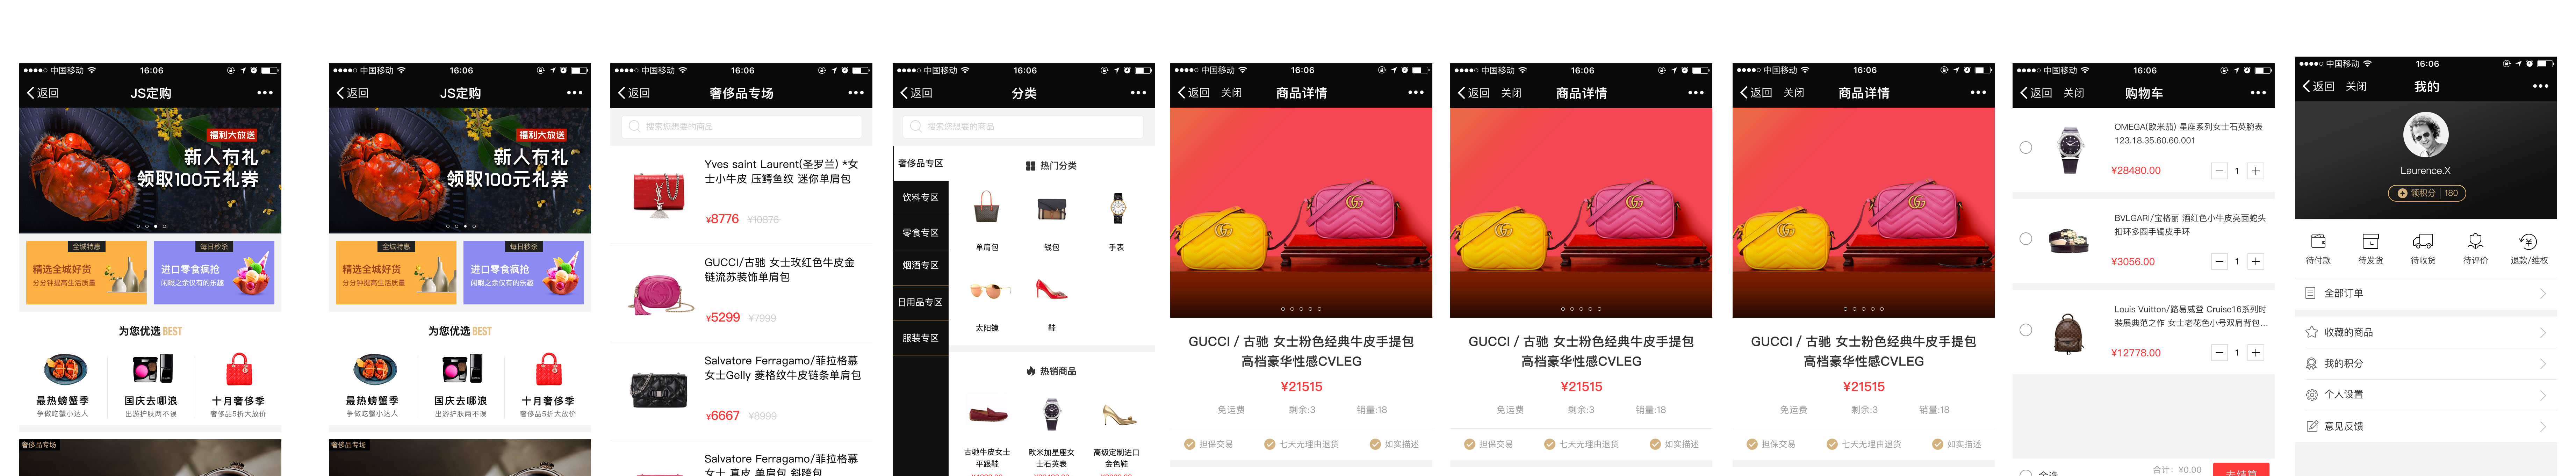 中国移动
16:06
返回
JS定购
福利大放送
新人有礼
领取100元礼券
全城特惠
精选全城好货
分分钟提高生活质量
每日秒杀
进口零食疯抢
闲暇之余仅有的乐趣
为您优选 BEST
最热螃蟹季
争做吃蟹小达人
国庆去哪浪
出游护肤两不误
十月奢侈季
奢侈品5折大放价
奢侈品专场
中国移动
16:06
返回
JS定购
福利大放送
新人有礼
领取100元礼券
全城特惠
精选全城好货
分分钟提高生活质量
每日秒杀
进口零食疯抢
闲暇之余仅有的乐趣
为您优选 BEST
最热螃蟹季
争做吃蟹小达人
国庆去哪浪
出游护肤两不误
十月奢侈季
奢侈品5折大放价
奢侈品专场
中国移动
16:06
返回
奢侈品专场
搜索您想要的商品
Yves saint Laurent(圣罗兰) *女
士小牛皮 压鳄鱼纹 迷你单肩包
¥8776 ¥10876
GUCCI/古驰 女士玫红色牛皮金
链流苏装饰单肩包
¥5299 ¥7999
Salvatore Ferragamo/菲拉格慕
女士Gelly 菱格纹牛皮链条单肩包
¥6667 ¥8999
Salvatore Ferragamo/菲拉格慕
女士 真皮 单肩包 斜跨包
中国移动
16:06
返回
分类
搜索您想要的商品
奢侈品专区
饮料专区
零食专区
烟酒专区
日用品专区
服装专区
热门分类
单肩包
钱包
手表
太阳镜
鞋
热销商品
古驰牛皮女士
平跟鞋
欧米加星座女
士石英表
高级定制进口
金色鞋
中国移动
16:06
返回 关闭
商品详情
GUCCI / 古驰 女士粉色经典牛皮手提包
高档豪华性感CVLEG
¥21515
免运费 剩余:3 销量:18
担保交易 七天无理由退货 如实描述
中国移动
16:06
返回 关闭
商品详情
GUCCI / 古驰 女士粉色经典牛皮手提包
高档豪华性感CVLEG
¥21515
免运费 剩余:3 销量:18
担保交易 七天无理由退货 如实描述
中国移动
16:06
返回 关闭
商品详情
GUCCI / 古驰 女士粉色经典牛皮手提包
高档豪华性感CVLEG
¥21515
免运费 剩余:3 销量:18
担保交易 七天无理由退货 如实描述
中国移动
16:06
返回 关闭
购物车
OMEGA(欧米茄) 星座系列女士石英腕表
123.18.35.60.60.001
¥28480.00
1
BVLGARI/宝格丽 酒红色小牛皮亮面蛇头
扣环多圈手镯皮手环
¥3056.00
1
Louis Vuitton/路易威登 Cruise16系列时
装展典范之作 女士老花色小号双肩背包...
¥12778.00
1
全选
合计：¥0.00
去结算
中国移动
16:06
返回 关闭
我的
Laurence.X
领积分 | 180
待付款
待发货
待收货
待评价
退款/维权
全部订单
收藏的商品
我的积分
个人设置
意见反馈